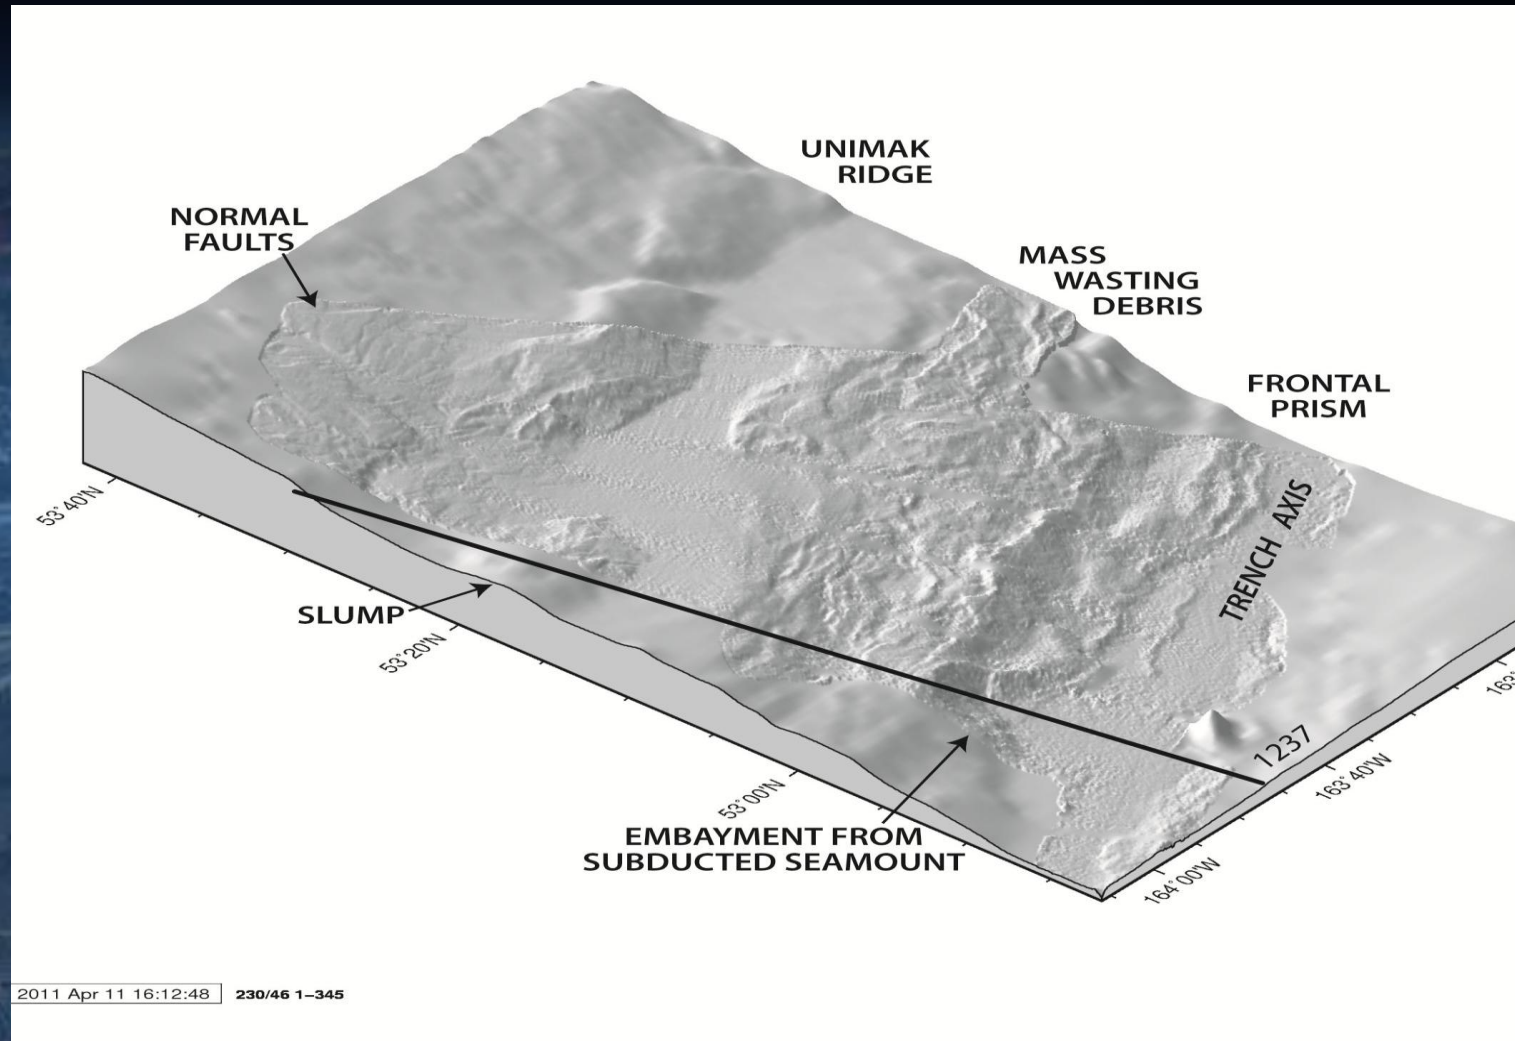 UNIMAK
RIDGE
NORMAL
FAULTS
MASS
WASTING
DEBRIS
FRONTAL
PRISM
TRENCH AXIS
53°40'N
SLUMP
53°20'N
53°00'N
EMBAYMENT FROM
SUBDUCTED SEAMOUNT
1237
163°
163°40'W
164°00'W
2011 Apr 11 16:12:48
230/46 1–345